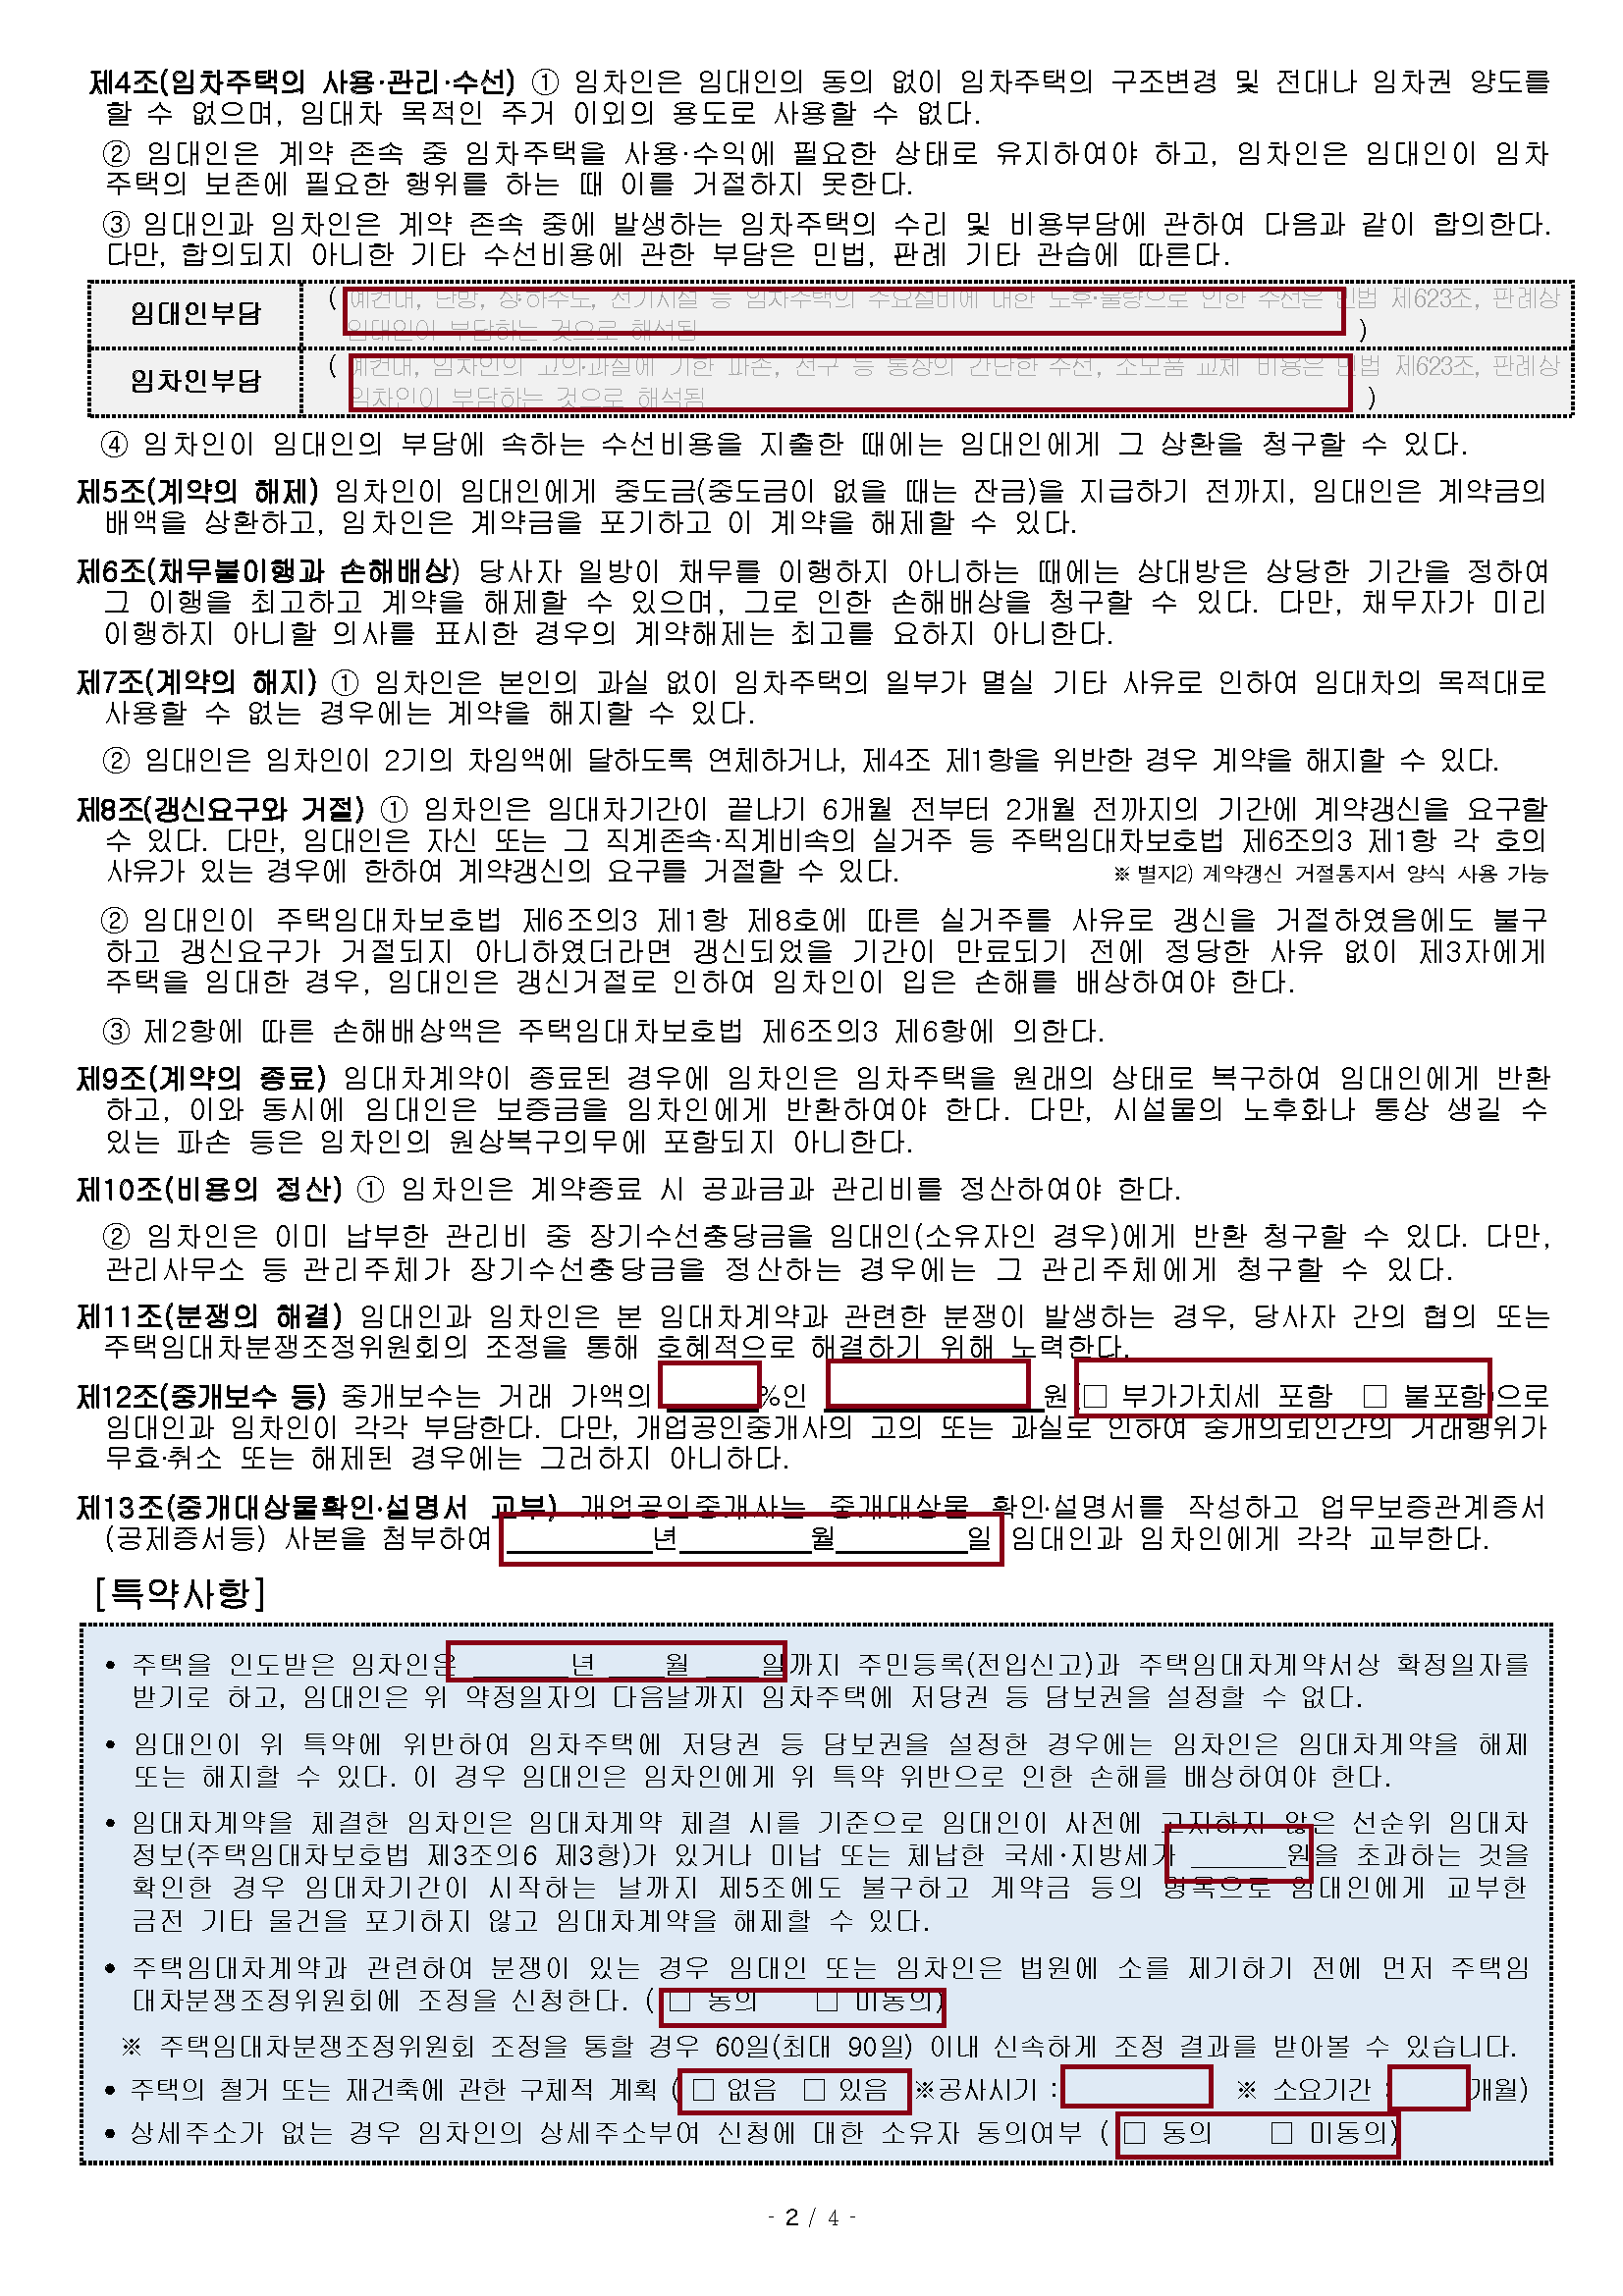 제4조(임차주택의 사용·관리·수선) ① 임차인은 임대인의 동의 없이 임차주택의 구조변경 및 전대나 임차권 양도를
할 수 없으며, 임대차 목적인 주거 이외의 용도로 사용할 수 없다.
② 임대인은 계약 존속 중 임차주택을 사용·수익에 필요한 상태로 유지하여야 하고, 임차인은 임대인이 임차
주택의 보존에 필요한 행위를 하는 때 이를 거절하지 못한다.
③ 임대인과 임차인은 계약 존속 중에 발생하는 임차주택의 수리 및 비용부담에 관하여 다음과 같이 합의한다.
다만, 합의되지 아니한 기타 수선비용에 관한 부담은 민법, 판례 기타 관습에 따른다.
임대인부담 (예컨대, 난방, 상·하수도, 전기시설 등 임차주택의 주요설비에 대한 노후·불량으로 인한 수선은 민법 제623조, 판례상
임대인이 부담하는 것으로 해석됨 )
임차인부담 (예컨대, 임차인의 고의·과실에 기한 파손, 전구 등 통상의 간단한 수선, 소모품 교체 비용은 민법 제623조, 판례상
임차인이 부담하는 것으로 해석됨 )
④ 임차인이 임대인의 부담에 속하는 수선비용을 지출한 때에는 임대인에게 그 상환을 청구할 수 있다.
제5조(계약의 해제) 임차인이 임대인에게 중도금(중도금이 없을 때는 잔금)을 지급하기 전까지, 임대인은 계약금의
배액을 상환하고, 임차인은 계약금을 포기하고 이 계약을 해제할 수 있다.
제6조(채무불이행과 손해배상) 당사자 일방이 채무를 이행하지 아니하는 때에는 상대방은 상당한 기간을 정하여
그 이행을 최고하고 계약을 해제할 수 있으며, 그로 인한 손해배상을 청구할 수 있다. 다만, 채무자가 미리
이행하지 아니할 의사를 표시한 경우의 계약해제는 최고를 요하지 아니한다.
제7조(계약의 해지) ① 임차인은 본인의 과실 없이 임차주택의 일부가 멸실 기타 사유로 인하여 임대차의 목적대로
사용할 수 없는 경우에는 계약을 해지할 수 있다.
② 임대인은 임차인이 2기의 차임액에 달하도록 연체하거나, 제4조 제1항을 위반한 경우 계약을 해지할 수 있다.
제8조(갱신요구와 거절) ① 임차인은 임대차기간이 끝나기 6개월 전부터 2개월 전까지의 기간에 계약갱신을 요구할
수 있다. 다만, 임대인은 자신 또는 그 직계존속·직계비속의 실거주 등 주택임대차보호법 제6조의3 제1항 각 호의
사유가 있는 경우에 한하여 계약갱신의 요구를 거절할 수 있다. ※ 별지2) 계약갱신 거절통지서 양식 사용 가능
② 임대인이 주택임대차보호법 제6조의3 제1항 제8호에 따른 실거주를 사유로 갱신을 거절하였음에도 불구
하고 갱신요구가 거절되지 아니하였더라면 갱신되었을 기간이 만료되기 전에 정당한 사유 없이 제3자에게
주택을 임대한 경우, 임대인은 갱신거절로 인하여 임차인이 입은 손해를 배상하여야 한다.
③ 제2항에 따른 손해배상액은 주택임대차보호법 제6조의3 제6항에 의한다.
제9조(계약의 종료) 임대차계약이 종료된 경우에 임차인은 임차주택을 원래의 상태로 복구하여 임대인에게 반환
하고, 이와 동시에 임대인은 보증금을 임차인에게 반환하여야 한다. 다만, 시설물의 노후화나 통상 생길 수
있는 파손 등은 임차인의 원상복구의무에 포함되지 아니한다.
제10조(비용의 정산) ① 임차인은 계약종료 시 공과금과 관리비를 정산하여야 한다.
② 임차인은 이미 납부한 관리비 중 장기수선충당금을 임대인(소유자인 경우)에게 반환 청구할 수 있다. 다만,
관리사무소 등 관리주체가 장기수선충당금을 정산하는 경우에는 그 관리주체에게 청구할 수 있다.
제11조(분쟁의 해결) 임대인과 임차인은 본 임대차계약과 관련한 분쟁이 발생하는 경우, 당사자 간의 협의 또는
주택임대차분쟁조정위원회의 조정을 통해 호혜적으로 해결하기 위해 노력한다.
제12조(중개보수 등) 중개보수는 거래 가액의 ______%인 ____________원(□ 부가가치세 포함 □ 불포함)으로
임대인과 임차인이 각각 부담한다. 다만, 개업공인중개사의 고의 또는 과실로 인하여 중개의뢰인간의 거래행위가
무효·취소 또는 해제된 경우에는 그러하지 아니하다.
제13조(중개대상물확인·설명서 교부) 개업공인중개사는 중개대상물 확인·설명서를 작성하고 업무보증관계증서
(공제증서등) 사본을 첨부하여 ________년________월________일 임대인과 임차인에게 각각 교부한다.
[특약사항]
• 주택을 인도받은 임차인은 ______년 ____월 ____일까지 주민등록(전입신고)과 주택임대차계약서상 확정일자를
받기로 하고, 임대인은 위 약정일자의 다음날까지 임차주택에 저당권 등 담보권을 설정할 수 없다.
• 임대인이 위 특약에 위반하여 임차주택에 저당권 등 담보권을 설정한 경우에는 임차인은 임대차계약을 해제
또는 해지할 수 있다. 이 경우 임대인은 임차인에게 위 특약 위반으로 인한 손해를 배상하여야 한다.
• 임대차계약을 체결한 임차인은 임대차계약 체결 시를 기준으로 임대인이 사전에 고지하지 않은 선순위 임대차
정보(주택임대차보호법 제3조의6 제3항)가 있거나 미납 또는 체납한 국세·지방세가 ______원을 초과하는 것을
확인한 경우 임대차기간이 시작하는 날까지 제5조에도 불구하고 계약금 등의 명목으로 임대인에게 교부한
금전 기타 물건을 포기하지 않고 임대차계약을 해제할 수 있다.
• 주택임대차계약과 관련하여 분쟁이 있는 경우 임대인 또는 임차인은 법원에 소를 제기하기 전에 먼저 주택임
대차분쟁조정위원회에 조정을 신청한다. (□ 동의 □ 미동의)
※ 주택임대차분쟁조정위원회 조정을 통할 경우 60일(최대 90일) 이내 신속하게 조정 결과를 받아볼 수 있습니다.
• 주택의 철거 또는 재건축에 관한 구체적 계획 (□ 없음 □ 있음 ※공사시기 : ※ 소요기간 : 개월)
• 상세주소가 없는 경우 임차인의 상세주소부여 신청에 대한 소유자 동의여부 (□ 동의 □ 미동의)
- 2 / 4 -